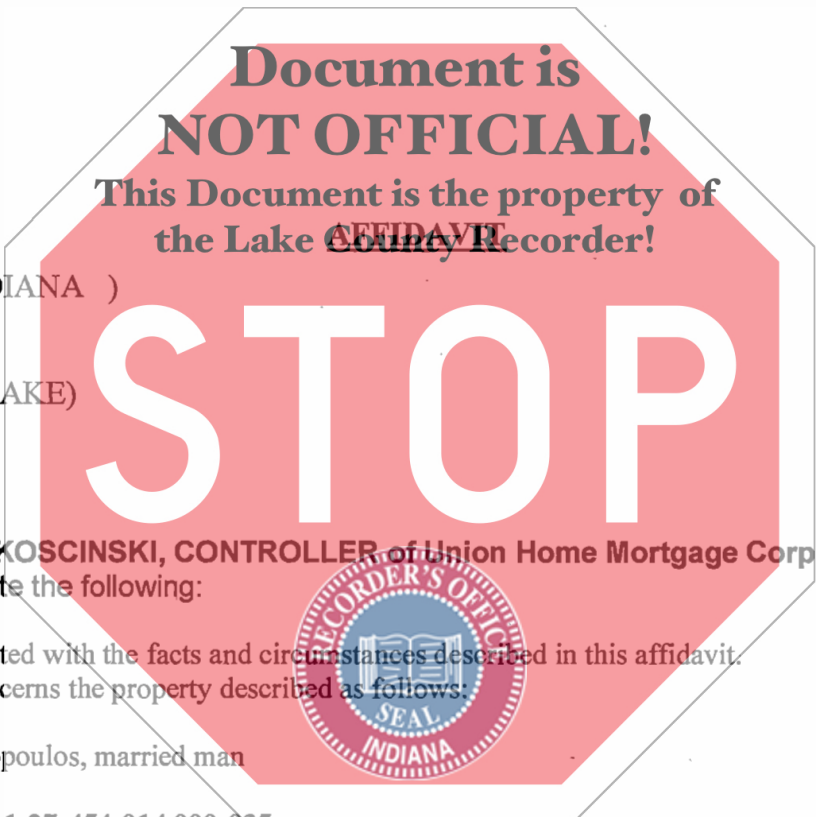 Document is
NOT OFFICIAL!
This Document is the property of
the Lake County Recorder!
AFFIDAVIT
IANA )
AKE)
STOP
KOSCINSKI, CONTROLLER of Union Home Mortgage Corp
te the following:
RECORDER'S OFFICE
ted with the facts and circumstances described in this affidavit.
cerns the property described as follows:
SEAL
INDIANA
poulos, married man